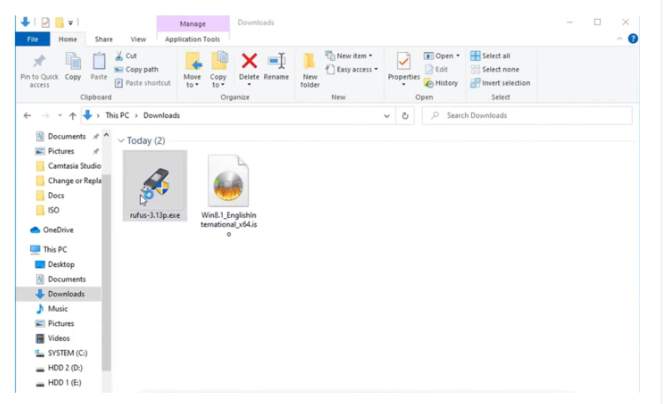 Manage
Downloads
File
Home
Share
View
Application Tools
Pin to Quick access
Copy
Paste
Cut
Copy path
Paste shortcut
Clipboard
Move to
Copy to
Delete
Rename
Organize
New folder
New item
Easy access
New
Properties
Open
Edit
History
Open
Select all
Select none
Invert selection
Select
This PC > Downloads
Search Downloads
Documents
Pictures
Camtasia Studio
Change or Repla
Docs
ISO
OneDrive
This PC
Desktop
Documents
Downloads
Music
Pictures
Videos
SYSTEM (C:)
HDD 2 (D:)
HDD 1 (E:)
Today (2)
rufus-3.13p.exe
Win8.1_EnglishIn
ternational_x64.is
o